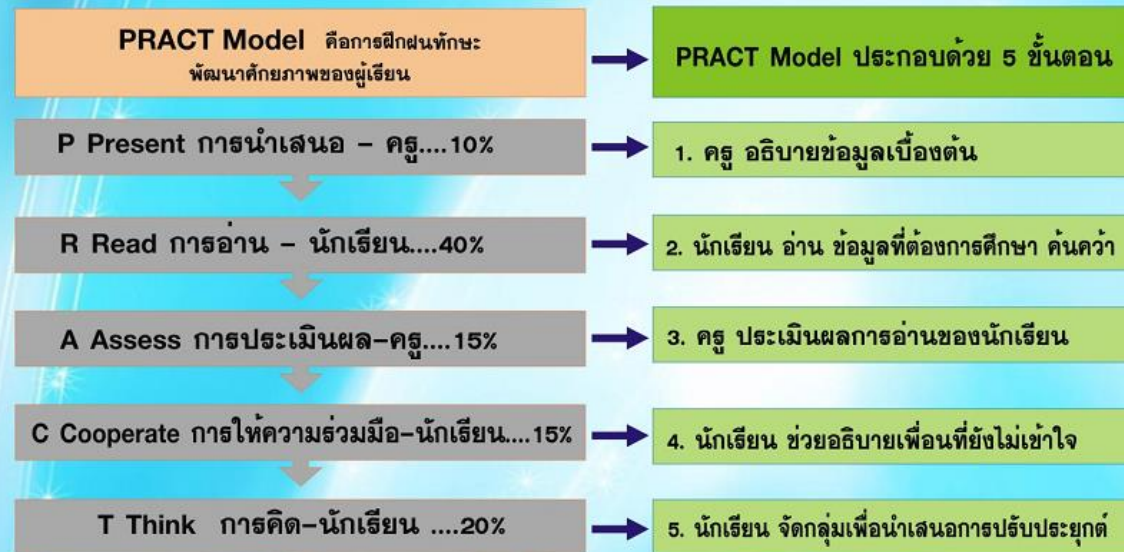 PRACT Model คือการฝึกฝนทักษะ
พัฒนาศักยภาพของผู้เรียน
PRACT Model ประกอบด้วย 5 ขั้นตอน
P Present การนำเสนอ - ครู....10%
1. ครู อธิบายข้อมูลเบื้องต้น
R Read การอ่าน - นักเรียน....40%
2. นักเรียน อ่าน ข้อมูลที่ต้องการศึกษา ค้นคว้า
A Assess การประเมินผล-ครู....15%
3. ครู ประเมินผลการอ่านของนักเรียน
C Cooperate การให้ความร่วมมือ-นักเรียน....15%
4. นักเรียน ช่วยอธิบายเพื่อนที่ยังไม่เข้าใจ
T Think การคิด-นักเรียน ....20%
5. นักเรียน จัดกลุ่มเพื่อนำเสนอการปรับประยุกต์